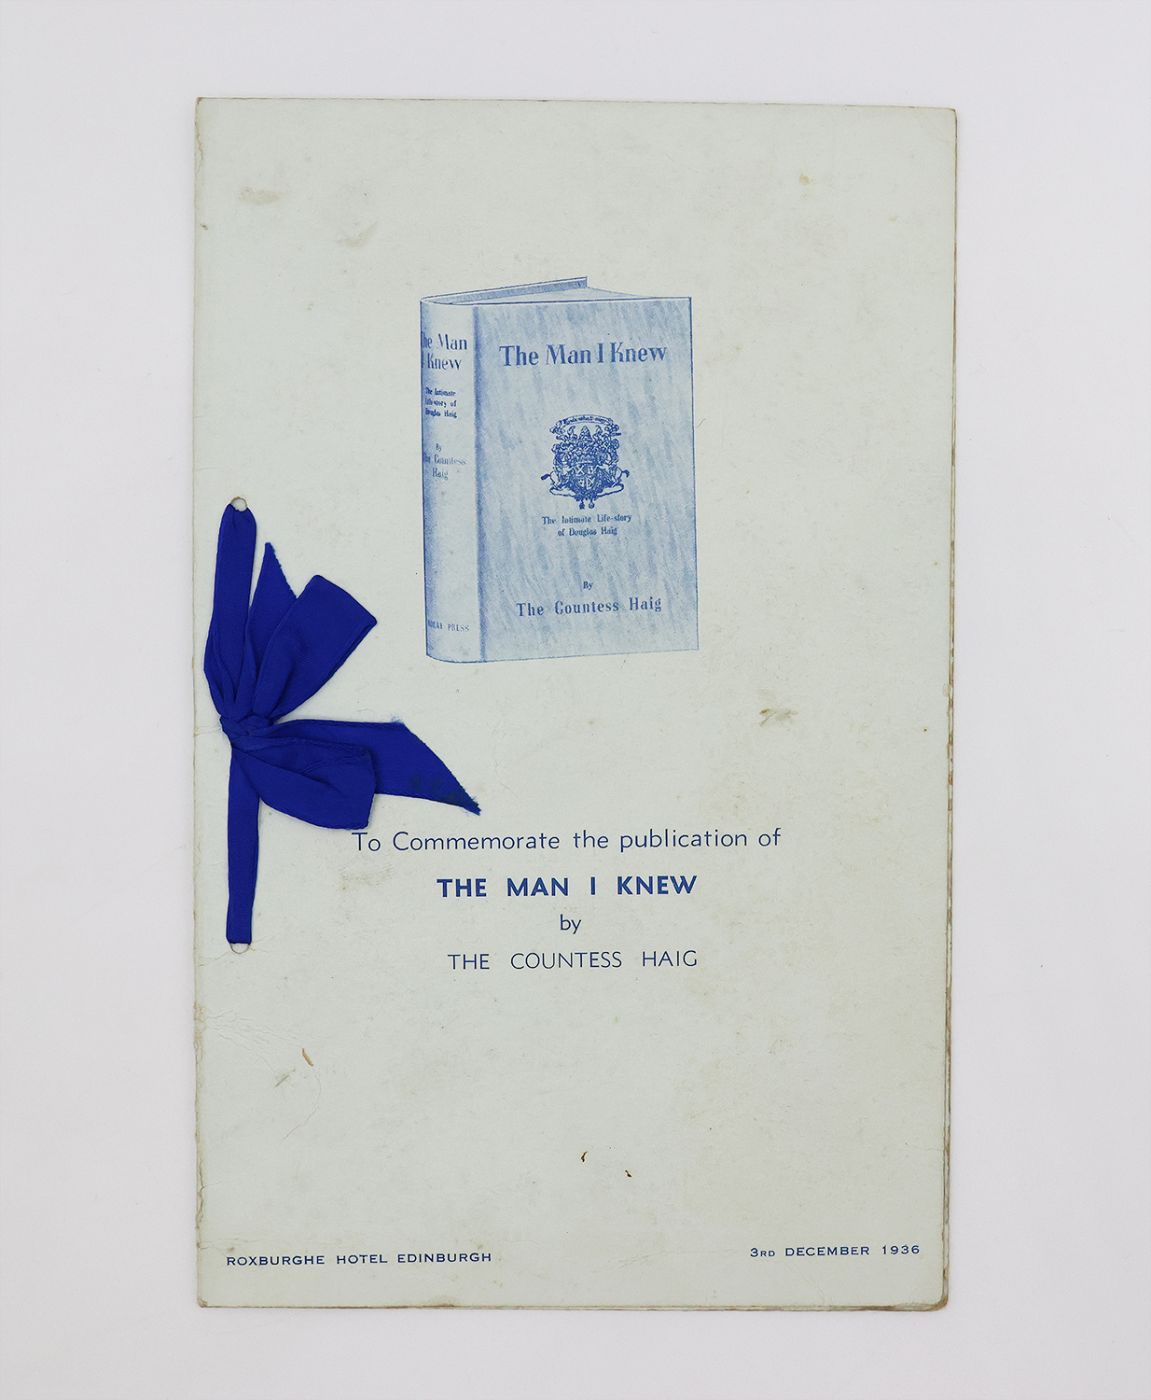 The Man
Knew
The Intimate
Life-story of
Douglas Haig
By
The Countess
Haig
PRESS
The Man I Knew
The Intimate Life-story
of Douglas Haig
By
The Countess Haig
To Commemorate the publication of
THE MAN I KNEW
by
THE COUNTESS HAIG
ROXBURGHE HOTEL EDINBURGH
3RD DECEMBER 1936